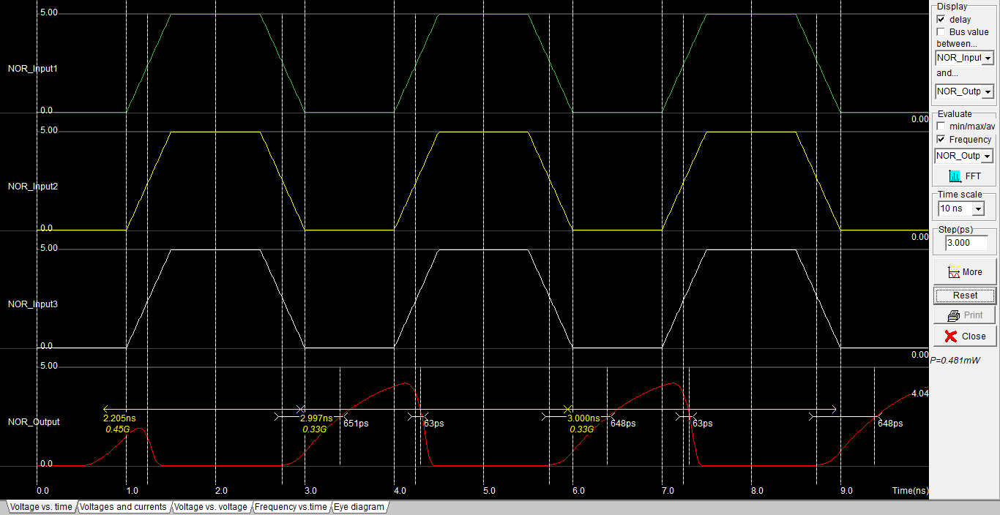 5.00
NOR_Input1
0.0
0.00
5.00
NOR_Input2
0.0
0.00
5.00
NOR_Input3
0.0
0.00
5.00
4.04
NOR_Output
2.205ns
0.45G
2.997ns
0.33G
651ps
63ps
3.000ns
0.33G
648ps
63ps
648ps
0.0
0.0 1.0 2.0 3.0 4.0 5.0 6.0 7.0 8.0 9.0 Time(ns)
Voltage vs. time Voltages and currents Voltage vs. voltage Frequency vs.time Eye diagram
Display
delay
Bus value
between...
NOR_Input
and...
NOR_Outp
Evaluate
min/max/av
Frequency
NOR_Outp
FFT
Time scale
10 ns
Step(ps)
3.000
More
Reset
Print
Close
P=0.481mW